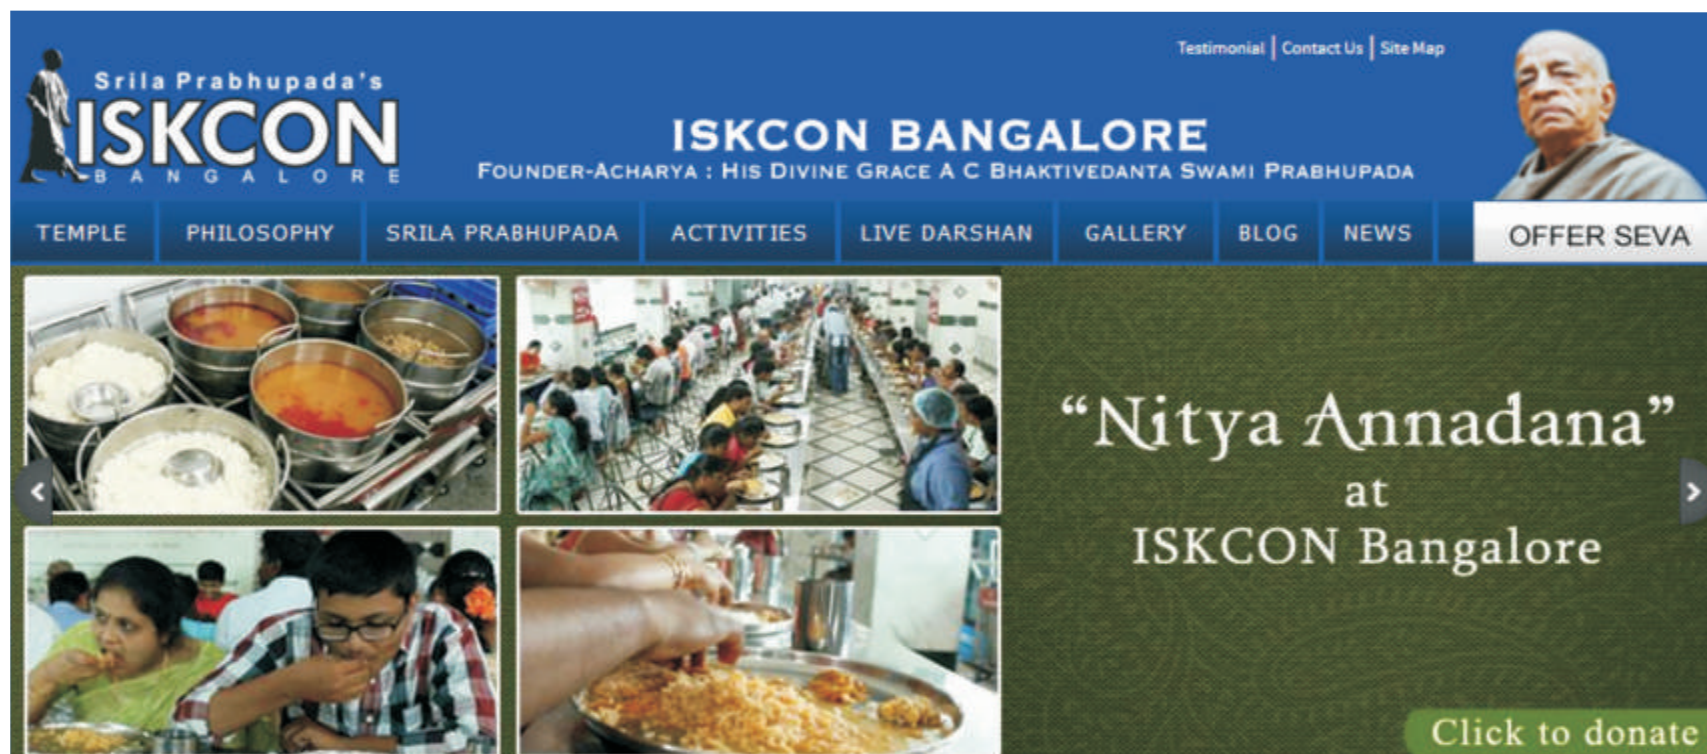 Testimonial | Contact Us | Site Map
Srila Prabhupada's
ISKCON
BANGALORE
ISKCON BANGALORE
FOUNDER-ACHARYA : HIS DIVINE GRACE A C BHAKTIVEDANTA SWAMI PRABHUPADA
TEMPLE PHILOSOPHY SRILA PRABHUPADA ACTIVITIES LIVE DARSHAN GALLERY BLOG NEWS OFFER SEVA
“Nitya Annadana”
at
ISKCON Bangalore
Click to donate